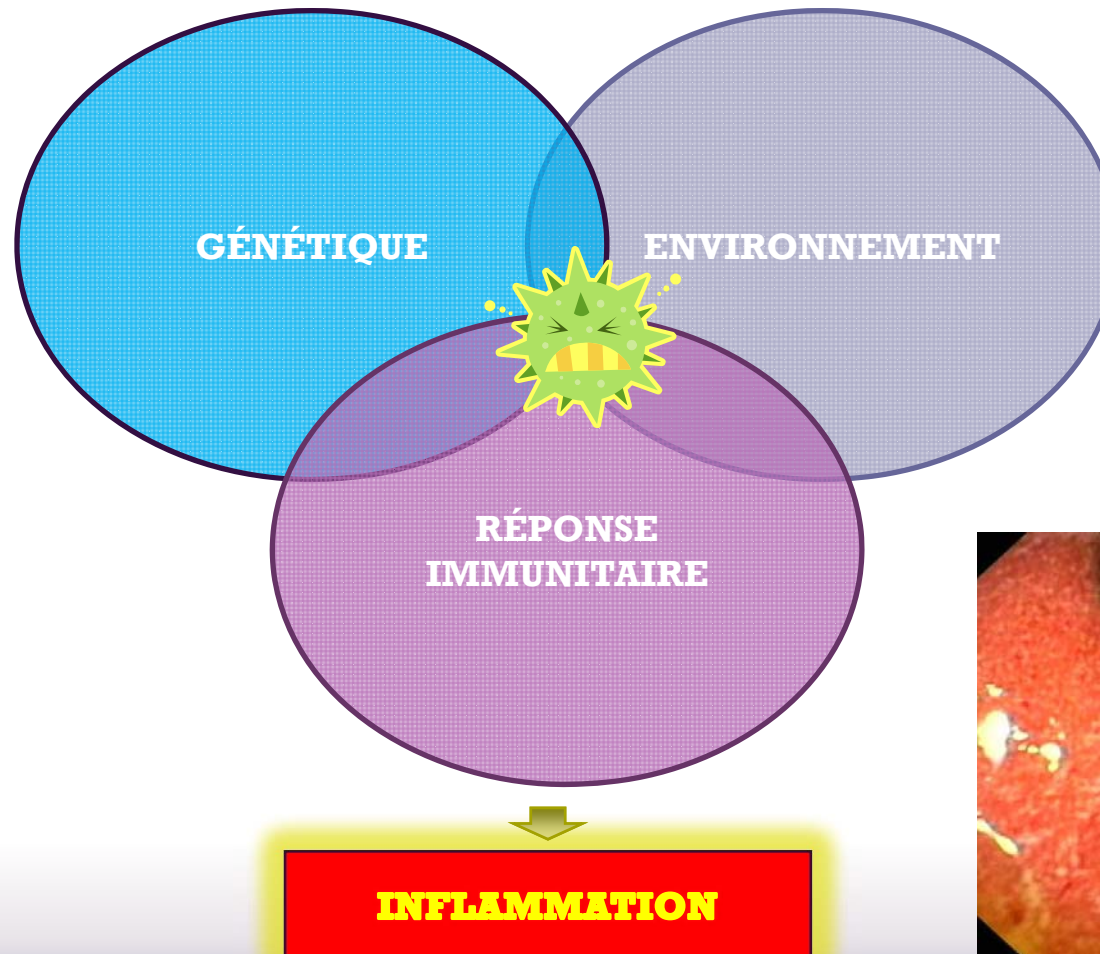 GÉNÉTIQUE
ENVIRONNEMENT
RÉPONSE
IMMUNITAIRE
INFLAMMATION